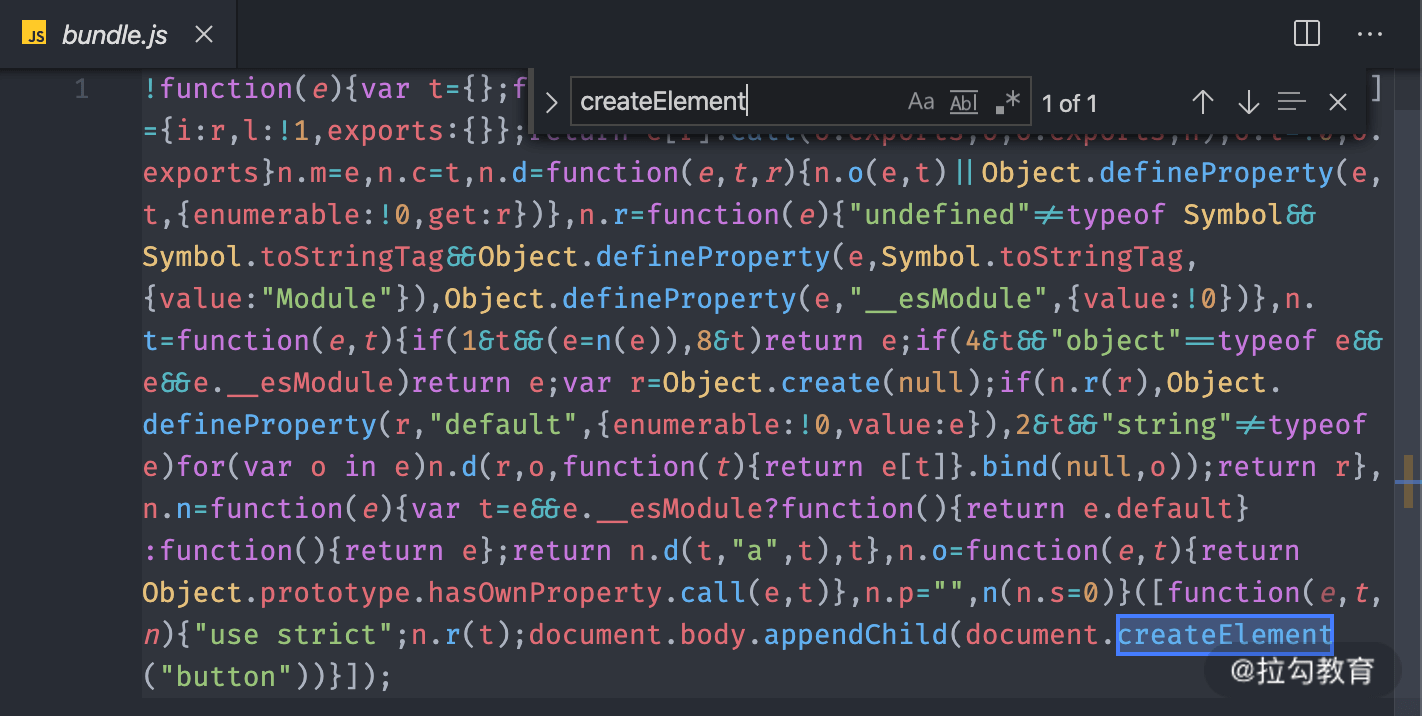 JS bundle.js
createElement Aa Abl .* 1 of 1
1 !function(e){var t={};f ]
={i:r,l:!1,exports:{}};return e[r].call(o.exports,o,o.exports,n),o.l=!0,o.
exports}n.m=e,n.c=t,n.d=function(e,t,r){n.o(e,t)||Object.defineProperty(e,
t,{enumerable:!0,get:r})},n.r=function(e){"undefined"!=typeof Symbol&&
Symbol.toStringTag&&Object.defineProperty(e,Symbol.toStringTag,
{value:"Module"}),Object.defineProperty(e,"__esModule",{value:!0})},n.
t=function(e,t){if(1&t&&(e=n(e)),8&t)return e;if(4&t&&"object"==typeof e&&
e&&e.__esModule)return e;var r=Object.create(null);if(n.r(r),Object.
defineProperty(r,"default",{enumerable:!0,value:e}),2&t&&"string"!=typeof
e)for(var o in e)n.d(r,o,function(t){return e[t]}.bind(null,o));return r},
n.n=function(e){var t=e&&e.__esModule?function(){return e.default}
:function(){return e};return n.d(t,"a",t),t},n.o=function(e,t){return
Object.prototype.hasOwnProperty.call(e,t)},n.p="",n(n.s=0)}([function(e,t,
n){"use strict";n.r(t);document.body.appendChild(document.createElement
("button"))}]);
@拉勾教育